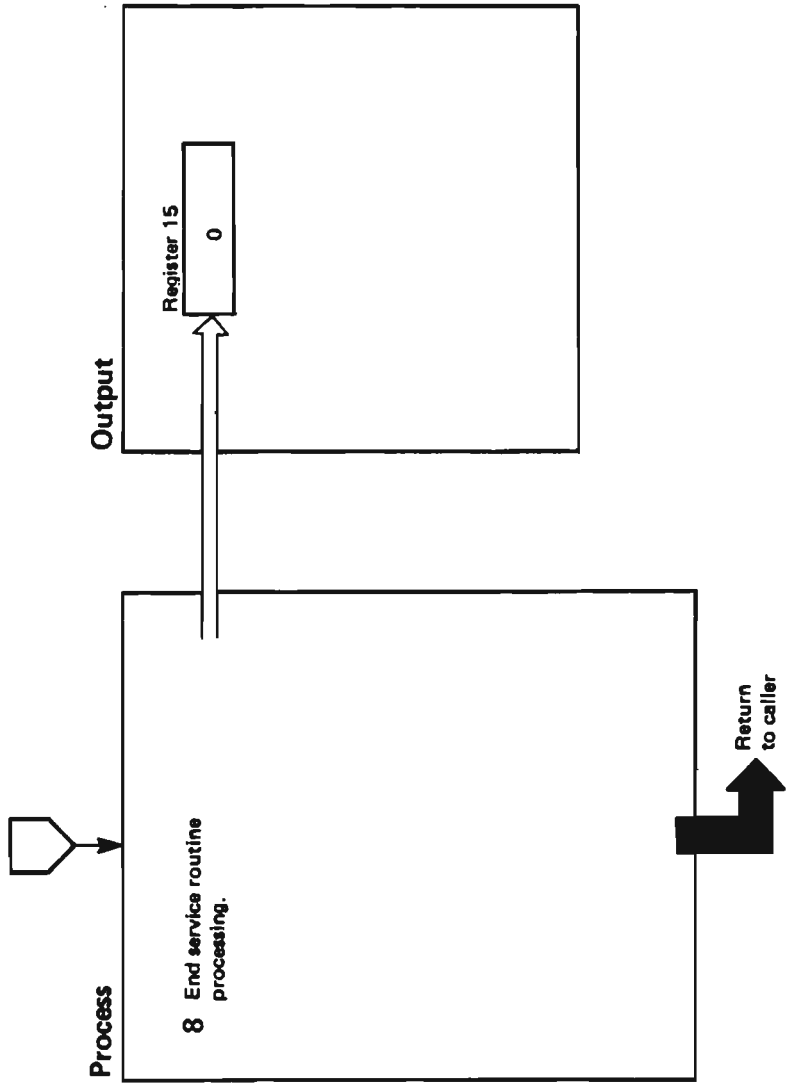 Process
8 End service routine
processing.
Return
to caller
Output
Register 15
0